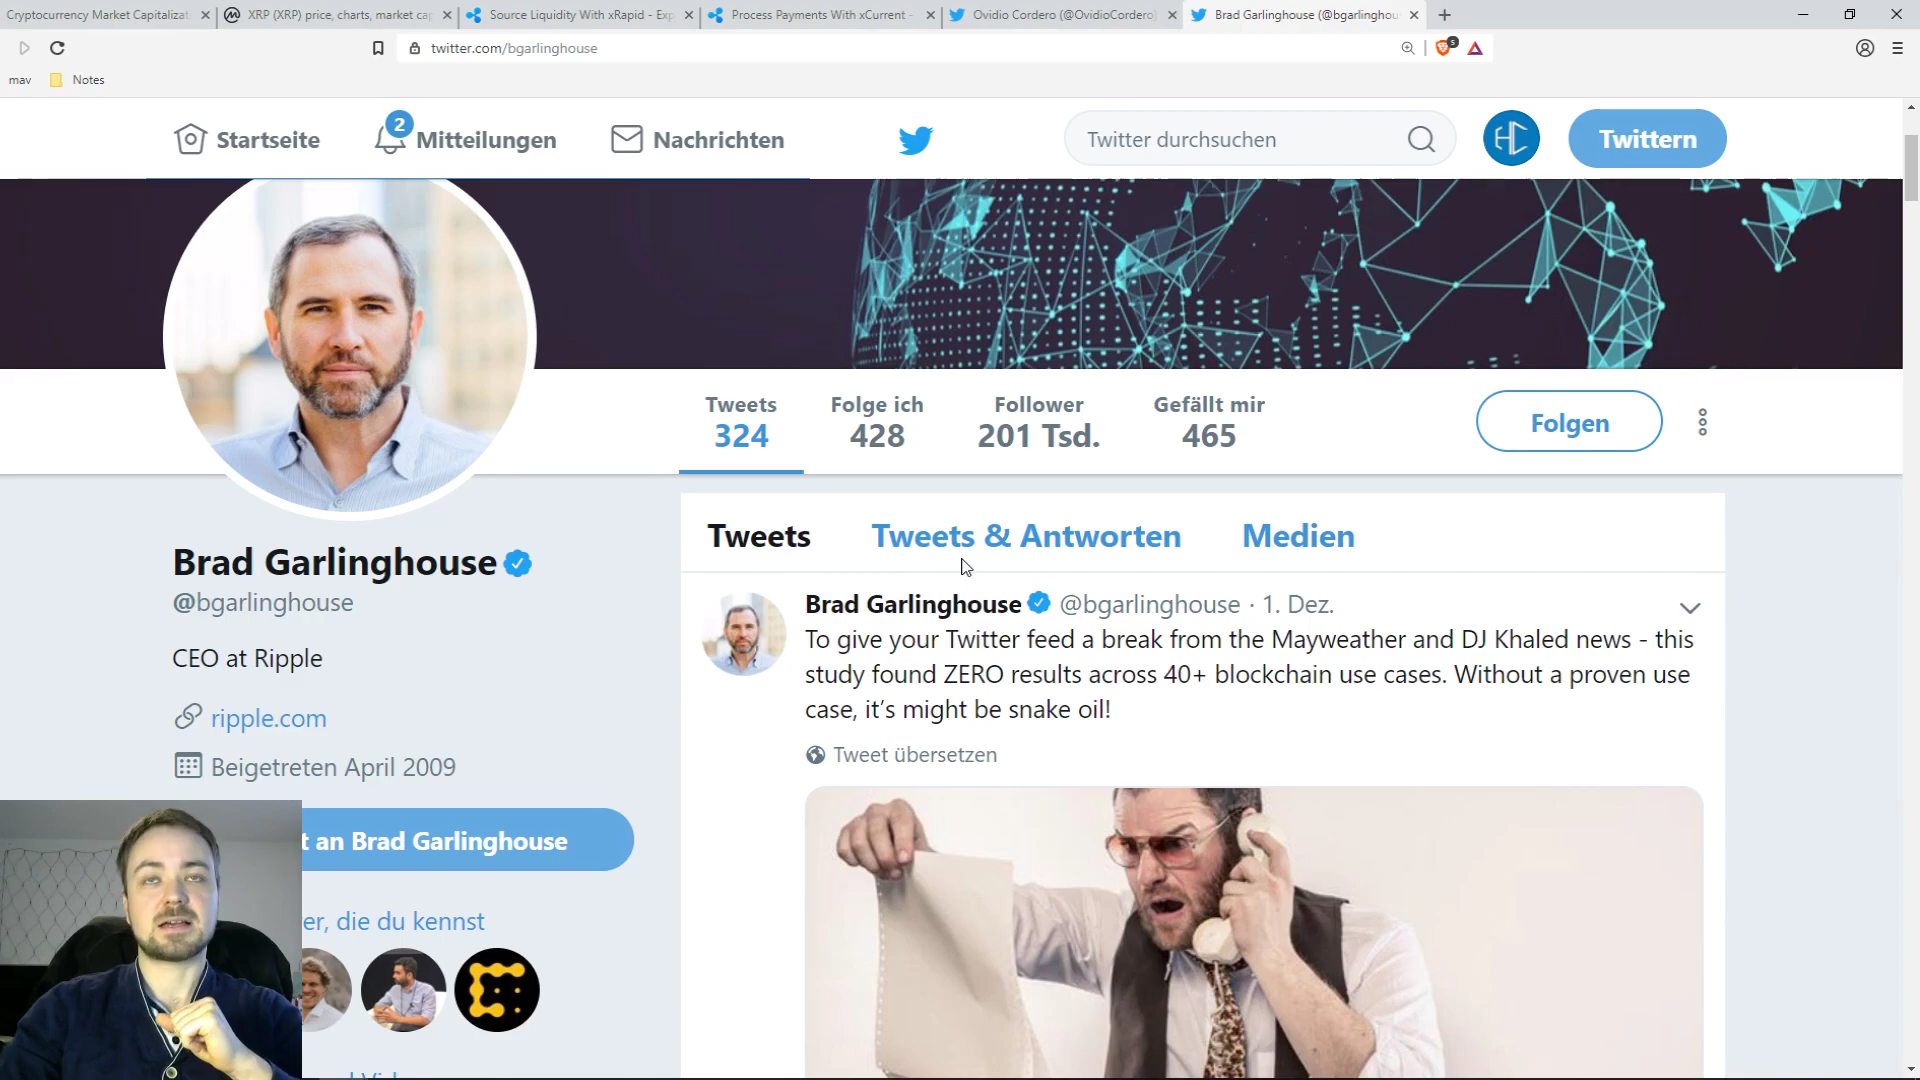 Cryptocurrency Market Capitalizat
XRP (XRP) price, charts, market cap
Source Liquidity With xRapid - Exp
Process Payments With xCurrent -
Ovidio Cordero (@OvidioCordero)
Brad Garlinghouse (@bgarlinghou
twitter.com/bgarlinghouse
5
mav
Notes
Startseite
2
Mitteilungen
Nachrichten
Twitter durchsuchen
HC
Twittern
Tweets
324
Folge ich
428
Follower
201 Tsd.
Gefällt mir
465
Folgen
Brad Garlinghouse
@bgarlinghouse
CEO at Ripple
ripple.com
Beigetreten April 2009
t an Brad Garlinghouse
er, die du kennst
Tweets
Tweets & Antworten
Medien
Brad Garlinghouse @bgarlinghouse · 1. Dez.
To give your Twitter feed a break from the Mayweather and DJ Khaled news - this
study found ZERO results across 40+ blockchain use cases. Without a proven use
case, it’s might be snake oil!
Tweet übersetzen